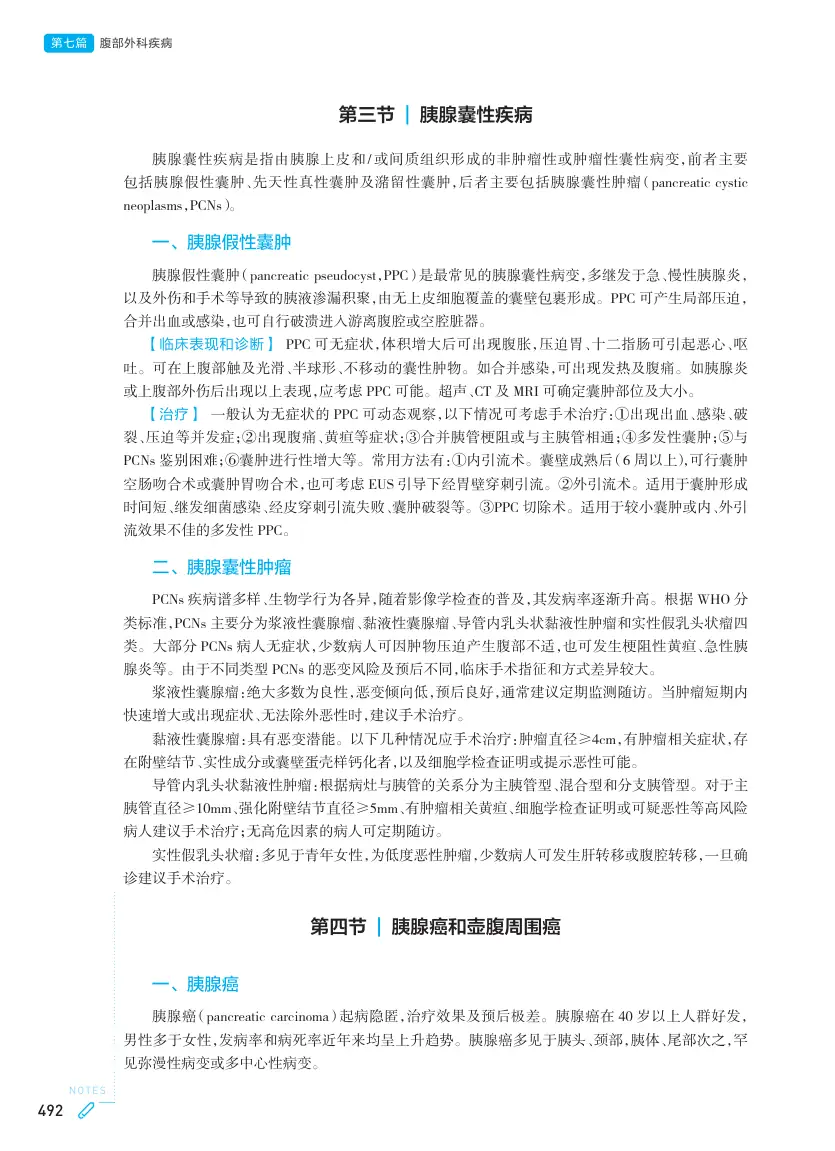 第七篇 腹部外科疾病
第三节 | 胰腺囊性疾病
胰腺囊性疾病是指由胰腺上皮和/或间质组织形成的非肿瘤性或肿瘤性囊性病变,前者主要
包括胰腺假性囊肿、先天性真性囊肿及潴留性囊肿,后者主要包括胰腺囊性肿瘤(pancreatic cystic
neoplasms,PCNs)。
一、胰腺假性囊肿
胰腺假性囊肿(pancreatic pseudocyst,PPC)是最常见的胰腺囊性病变,多继发于急、慢性胰腺炎,
以及外伤和手术等导致的胰液渗漏积聚,由无上皮细胞覆盖的囊壁包裹形成。PPC 可产生局部压迫,
合并出血或感染,也可自行破溃进入游离腹腔或空腔脏器。
【临床表现和诊断】 PPC 可无症状,体积增大后可出现腹胀,压迫胃、十二指肠可引起恶心、呕
吐。可在上腹部触及光滑、半球形、不移动的囊性肿物。如合并感染,可出现发热及腹痛。如胰腺炎
或上腹部外伤后出现以上表现,应考虑 PPC 可能。超声、CT 及 MRI 可确定囊肿部位及大小。
【治疗】 一般认为无症状的 PPC 可动态观察,以下情况可考虑手术治疗:①出现出血、感染、破
裂、压迫等并发症;②出现腹痛、黄疸等症状;③合并胰管梗阻或与主胰管相通;④多发性囊肿;⑤与
PCNs 鉴别困难;⑥囊肿进行性增大等。常用方法有:①内引流术。囊壁成熟后(6 周以上),可行囊肿
空肠吻合术或囊肿胃吻合术,也可考虑 EUS 引导下经胃壁穿刺引流。②外引流术。适用于囊肿形成
时间短、继发细菌感染、经皮穿刺引流失败、囊肿破裂等。③PPC 切除术。适用于较小囊肿或内、外引
流效果不佳的多发性 PPC。
二、胰腺囊性肿瘤
PCNs 疾病谱多样、生物学行为各异,随着影像学检查的普及,其发病率逐渐升高。根据 WHO 分
类标准,PCNs 主要分为浆液性囊腺瘤、黏液性囊腺瘤、导管内乳头状黏液性肿瘤和实性假乳头状瘤四
类。大部分 PCNs 病人无症状,少数病人可因肿物压迫产生腹部不适,也可发生梗阻性黄疸、急性胰
腺炎等。由于不同类型 PCNs 的恶变风险及预后不同,临床手术指征和方式差异较大。
浆液性囊腺瘤:绝大多数为良性,恶变倾向低,预后良好,通常建议定期监测随访。当肿瘤短期内
快速增大或出现症状、无法除外恶性时,建议手术治疗。
黏液性囊腺瘤:具有恶变潜能。以下几种情况应手术治疗:肿瘤直径≥4cm,有肿瘤相关症状,存
在附壁结节、实性成分或囊壁蛋壳样钙化者,以及细胞学检查证明或提示恶性可能。
导管内乳头状黏液性肿瘤:根据病灶与胰管的关系分为主胰管型、混合型和分支胰管型。对于主
胰管直径≥10mm、强化附壁结节直径≥5mm、有肿瘤相关黄疸、细胞学检查证明或可疑恶性等高风险
病人建议手术治疗;无高危因素的病人可定期随访。
实性假乳头状瘤:多见于青年女性,为低度恶性肿瘤,少数病人可发生肝转移或腹腔转移,一旦确
诊建议手术治疗。
第四节 | 胰腺癌和壶腹周围癌
一、胰腺癌
胰腺癌(pancreatic carcinoma)起病隐匿,治疗效果及预后极差。胰腺癌在 40 岁以上人群好发,
男性多于女性,发病率和病死率近年来均呈上升趋势。胰腺癌多见于胰头、颈部,胰体、尾部次之,罕
见弥漫性病变或多中心性病变。
NOTES
492